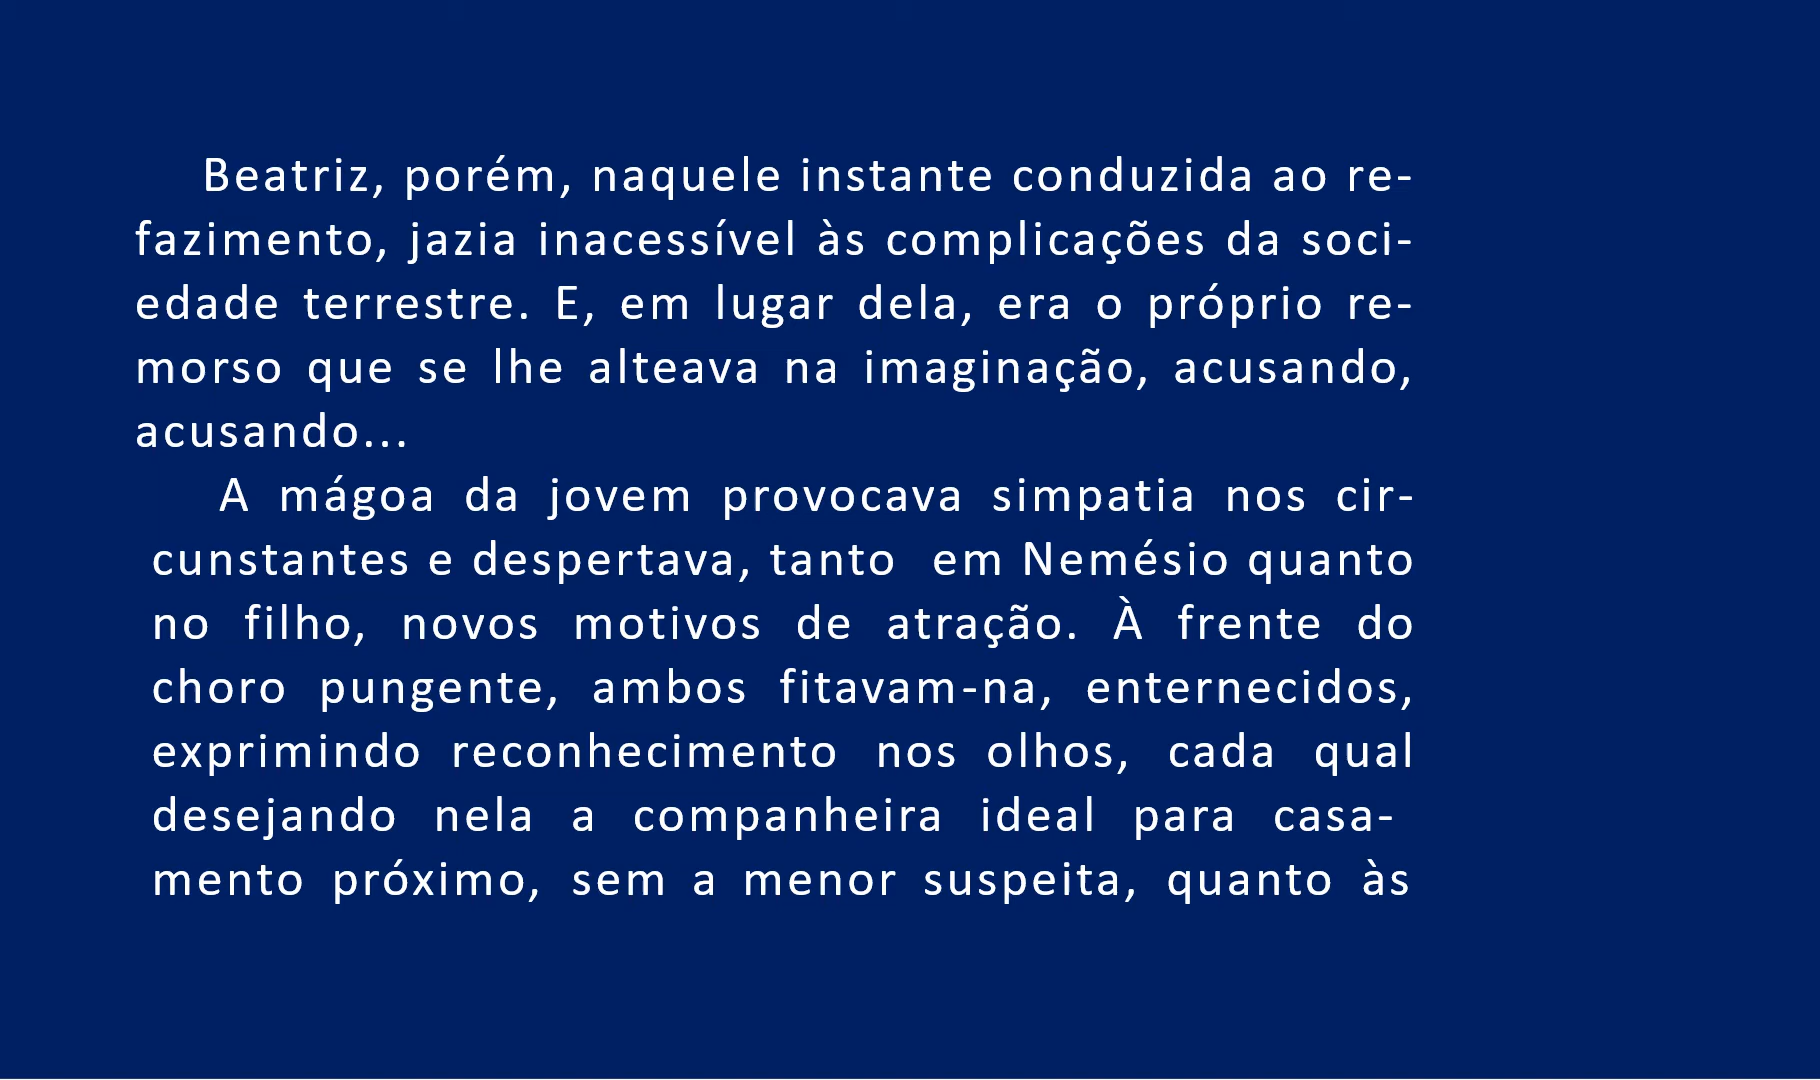 Beatriz, porém, naquele instante conduzida ao re-
fazimento, jazia inacessível às complicações da soci-
edade terrestre. E, em lugar dela, era o próprio re-
morso que se lhe alteava na imaginação, acusando,
acusando...
A mágoa da jovem provocava simpatia nos cir-
cunstantes e despertava, tanto em Nemésio quanto
no filho, novos motivos de atração. À frente do
choro pungente, ambos fitavam-na, enternecidos,
exprimindo reconhecimento nos olhos, cada qual
desejando nela a companheira ideal para casa-
mento próximo, sem a menor suspeita, quanto às